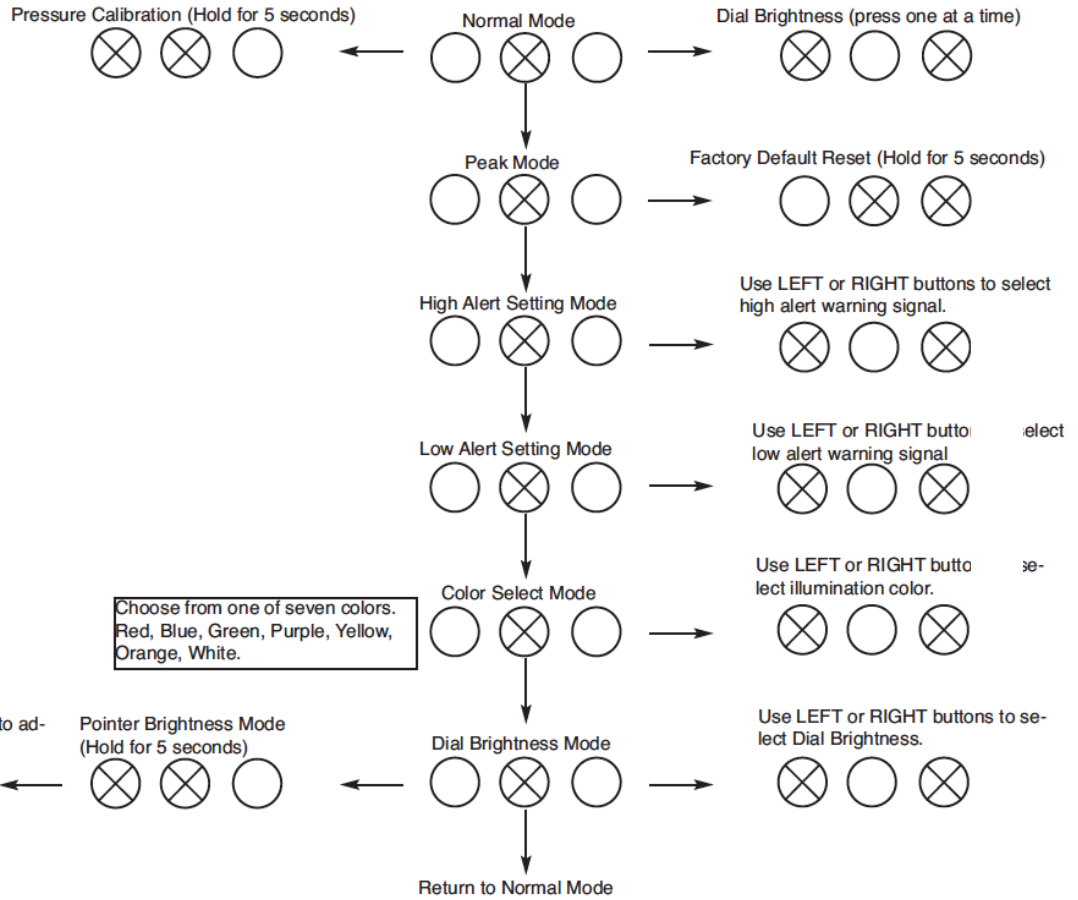 Pressure Calibration (Hold for 5 seconds)
Normal Mode
Dial Brightness (press one at a time)
Peak Mode
Factory Default Reset (Hold for 5 seconds)
High Alert Setting Mode
Use LEFT or RIGHT buttons to select
high alert warning signal.
Low Alert Setting Mode
Use LEFT or RIGHT select
low alert warning signal
Choose from one of seven colors.
Red, Blue, Green, Purple, Yellow,
Orange, White.
Color Select Mode
Use LEFT or RIGHT se-
lect illumination color.
to ad-
Pointer Brightness Mode
(Hold for 5 seconds)
Dial Brightness Mode
Use LEFT or RIGHT buttons to se-
lect Dial Brightness.
Return to Normal Mode